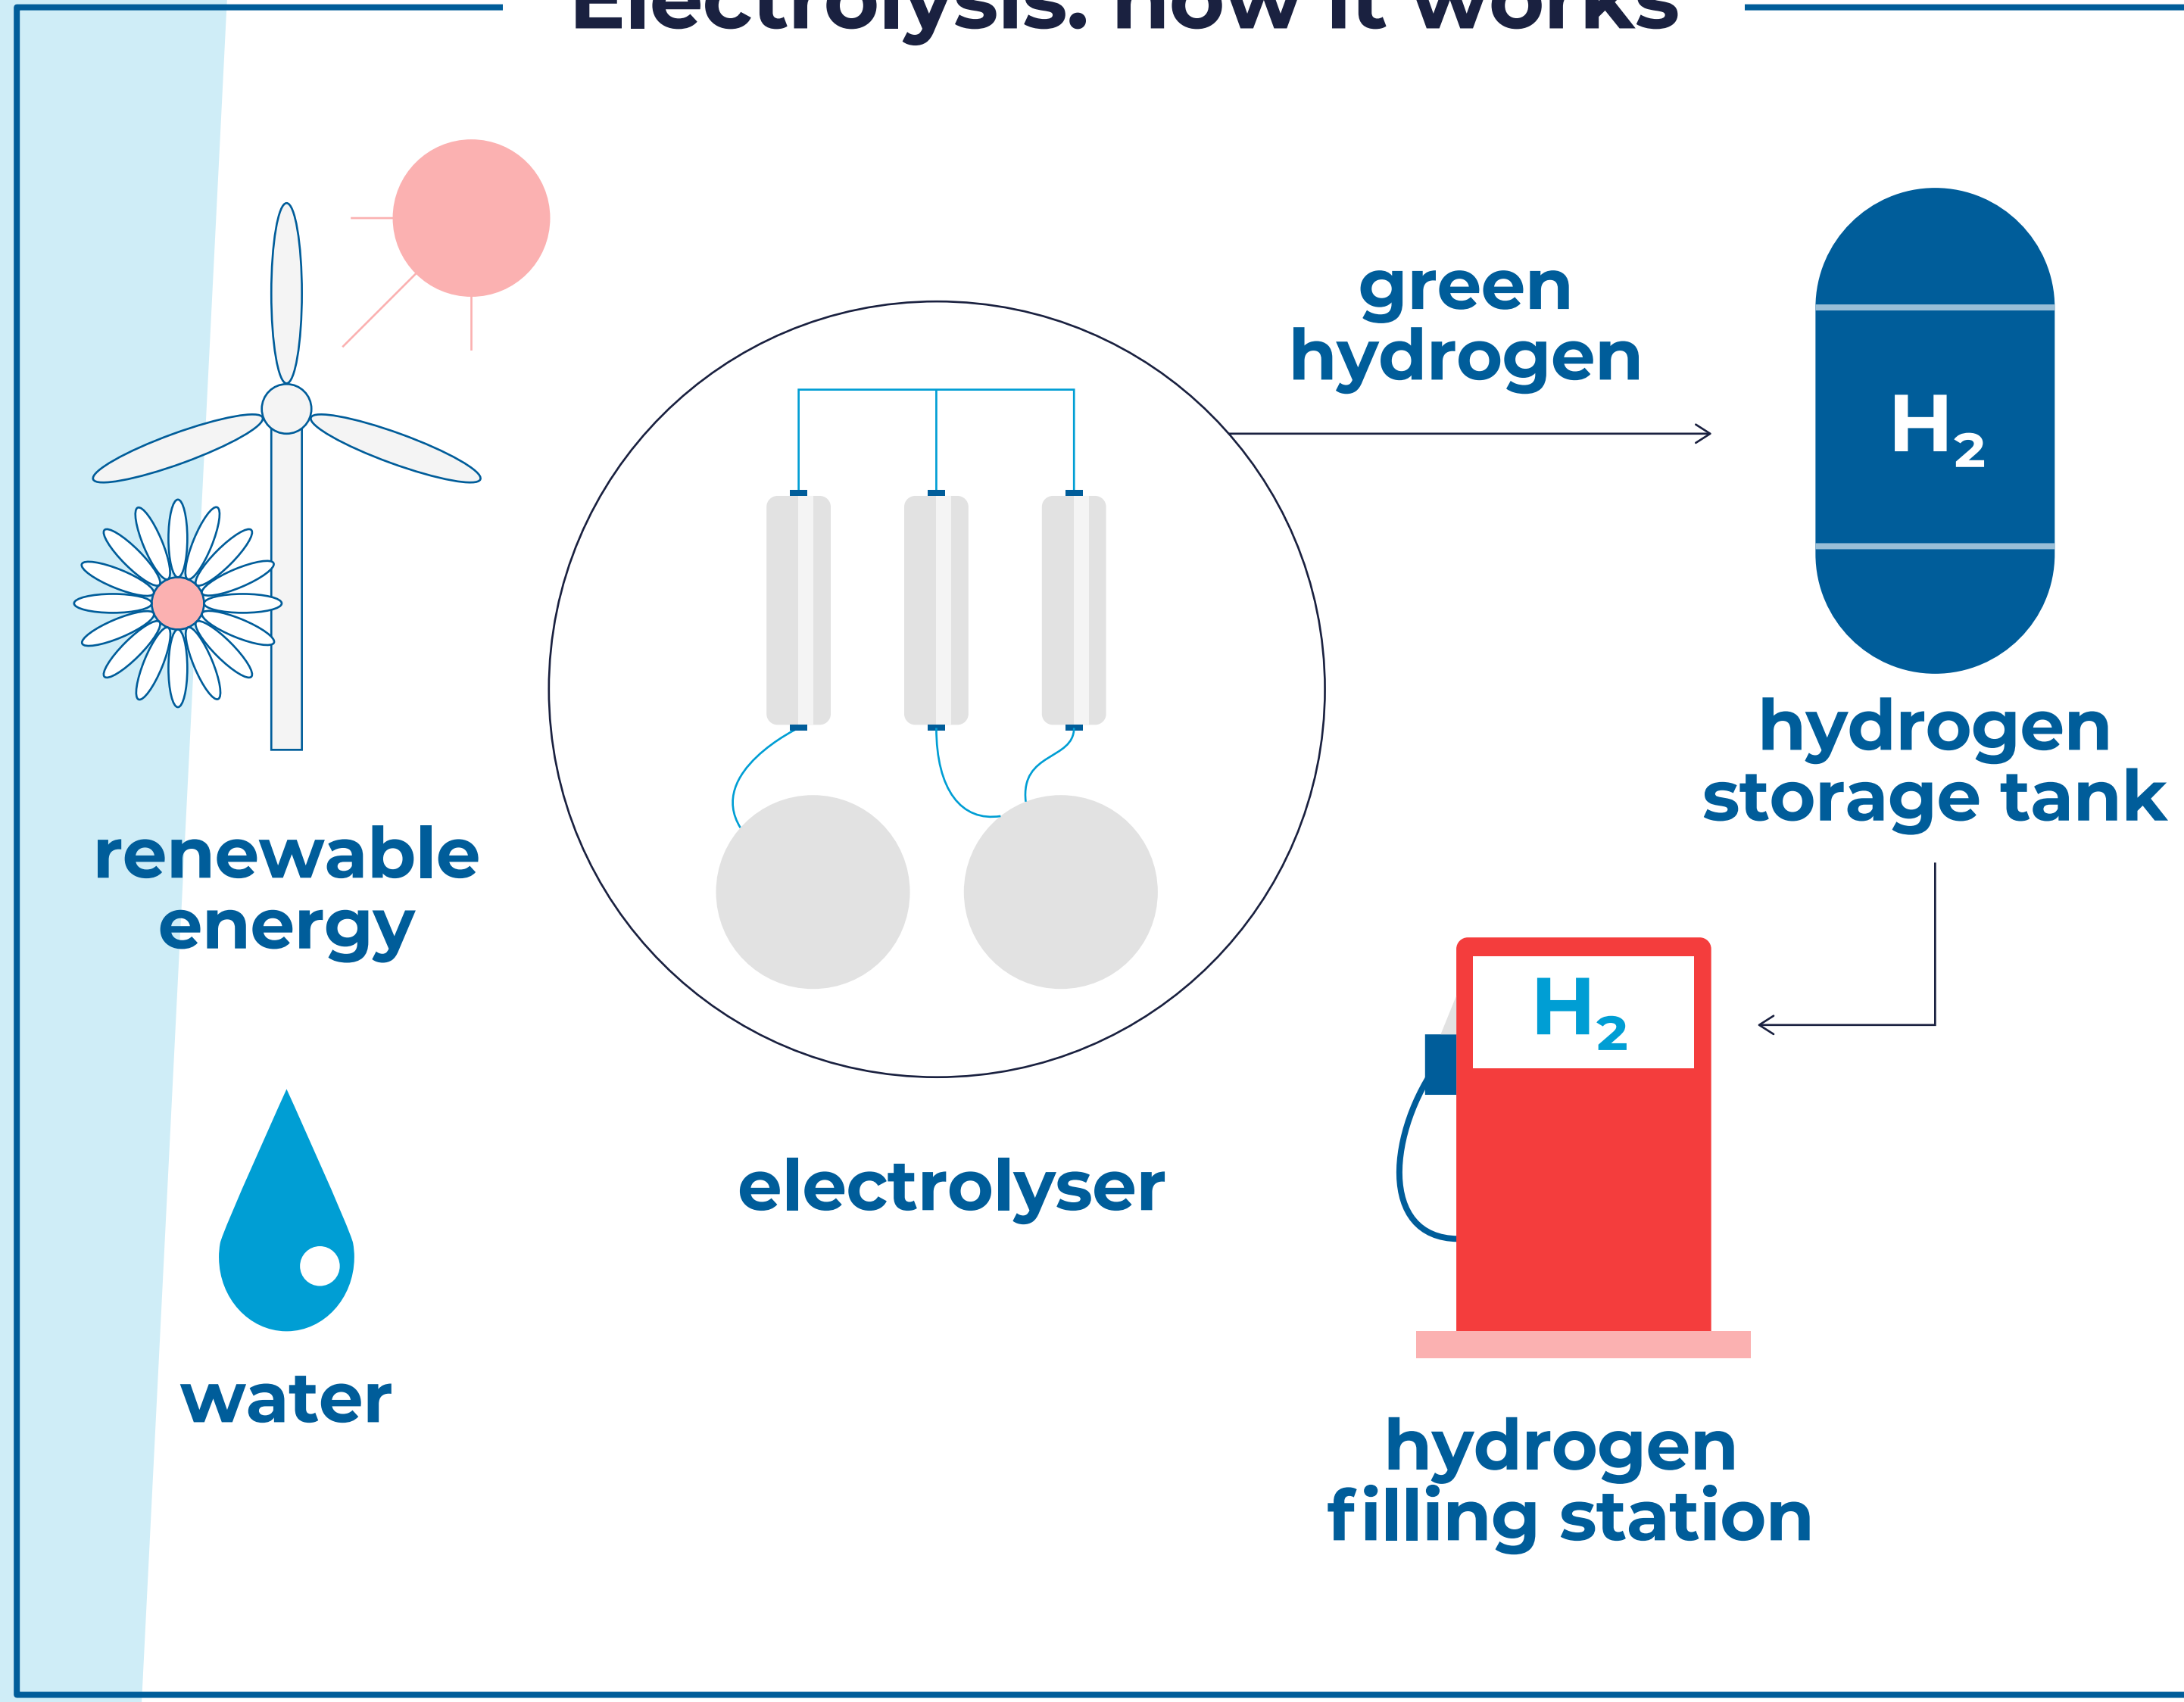 Electrolysis: how it works
green
hydrogen
H₂
hydrogen
storage tank
renewable
energy
H₂
electrolyser
water
hydrogen
filling station